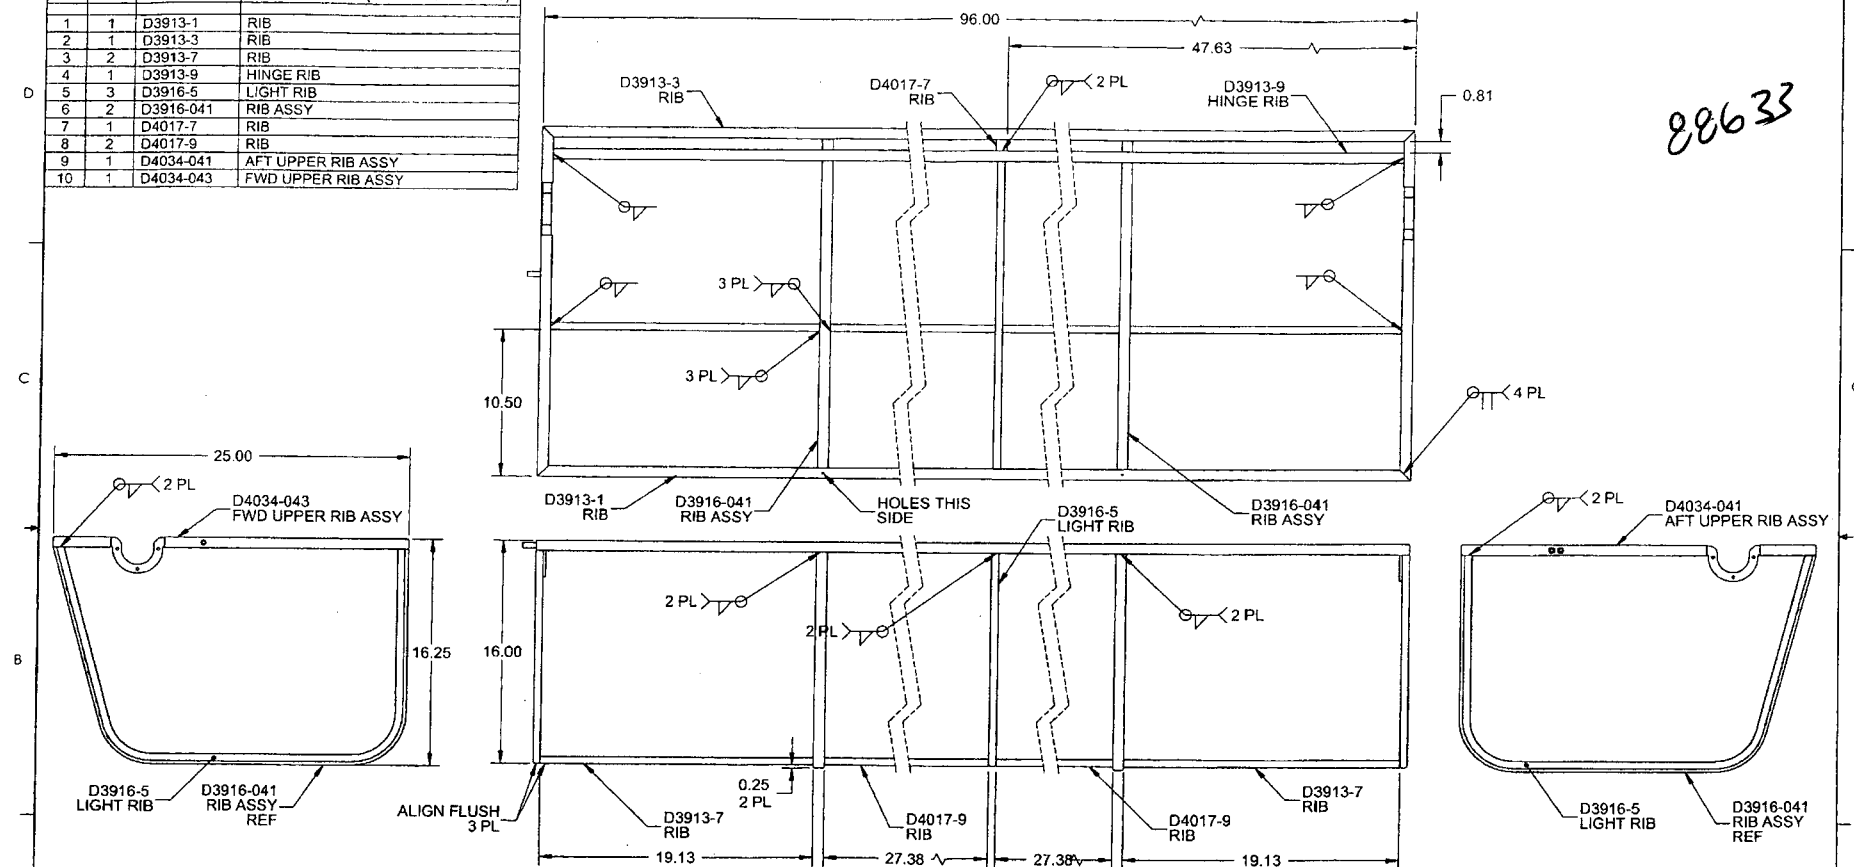 1 1 D3913-1 RIB
2 1 D3913-3 RIB
3 2 D3913-7 RIB
4 1 D3913-9 HINGE RIB
5 3 D3916-5 LIGHT RIB
6 2 D3916-041 RIB ASSY
7 1 D4017-7 RIB
8 2 D4017-9 RIB
9 1 D4034-041 AFT UPPER RIB ASSY
10 1 D4034-043 FWD UPPER RIB ASSY
96.00
47.63
D3913-3
RIB
D4017-7
RIB
2 PL
D3913-9
HINGE RIB
0.81
88633
D
3 PL
3 PL
C
10.50
4 PL
25.00
2 PL
D4034-043
FWD UPPER RIB ASSY
D3913-1
RIB
D3916-041
RIB ASSY
HOLES THIS
SIDE
D3916-5
LIGHT RIB
D3916-041
RIB ASSY
2 PL
D4034-041
AFT UPPER RIB ASSY
2 PL
2 PL
2 PL
B
16.25
16.00
D3916-5
LIGHT RIB
D3916-041
RIB ASSY
REF
ALIGN FLUSH
3 PL
D3913-7
RIB
0.25
2 PL
D4017-9
RIB
D4017-9
RIB
D3913-7
RIB
D3916-5
LIGHT RIB
D3916-041
RIB ASSY
REF
19.13
27.38
27.38
19.13